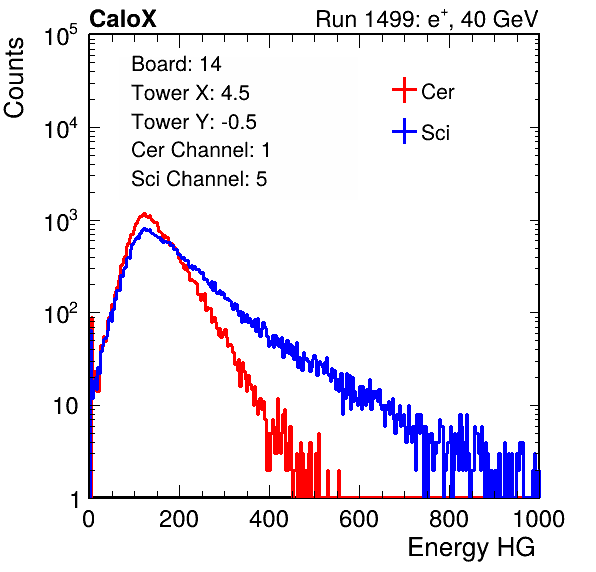 CaloX Run 1499: e⁺, 40 GeV
Counts
10⁵
10⁴
10³
10²
10
1
Board: 14
Tower X: 4.5
Tower Y: -0.5
Cer Channel: 1
Sci Channel: 5
Cer
Sci
0 200 400 600 800 1000
Energy HG